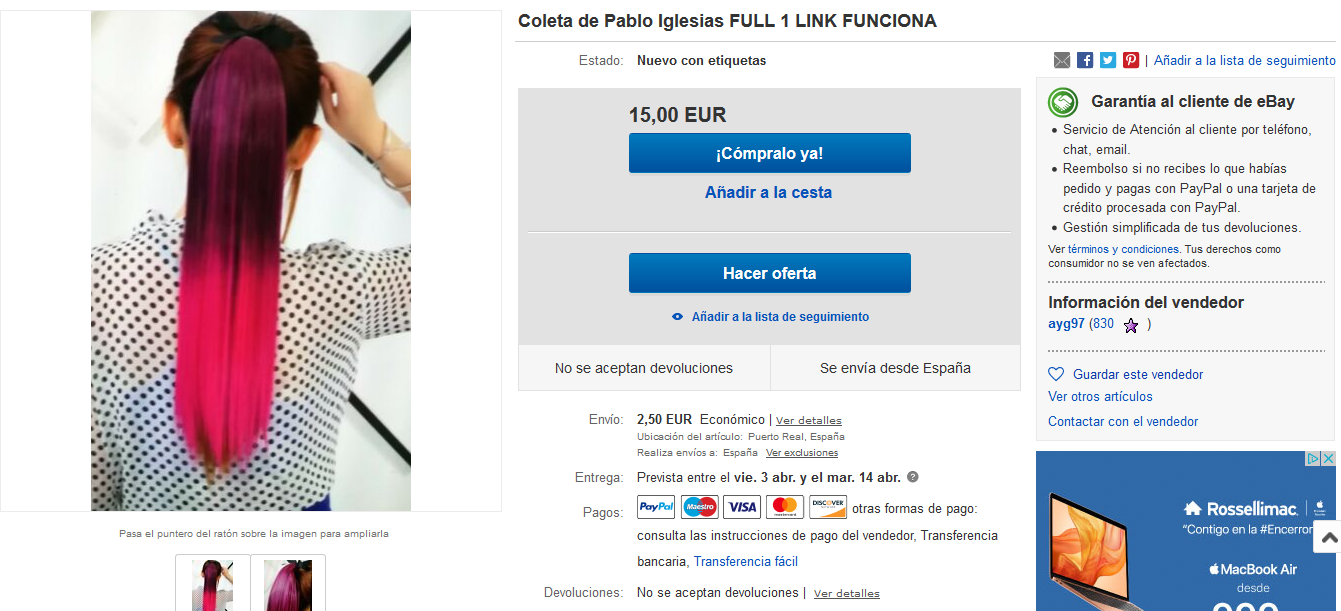 Coleta de Pablo Iglesias FULL 1 LINK FUNCIONA
Estado: Nuevo con etiquetas
15,00 EUR
¡Cómpralo ya!
Añadir a la cesta
Hacer oferta
Añadir a la lista de seguimiento
No se aceptan devoluciones
Se envía desde España
Envío: 2,50 EUR Económico | Ver detalles
Ubicación del artículo: Puerto Real, España
Realiza envíos a: España Ver exclusiones
Entrega: Prevista entre el vie. 3 abr. y el mar. 14 abr. ?
Pagos: PayPal Maestro VISA mastercard DISCOVER otras formas de pago:
consulta las instrucciones de pago del vendedor, Transferencia
bancaria, Transferencia fácil
Devoluciones: No se aceptan devoluciones | Ver detalles
Pasa el puntero del ratón sobre la imagen para ampliarla
| Añadir a la lista de seguimiento
Garantía al cliente de eBay
• Servicio de Atención al cliente por teléfono,
chat, email.
• Reembolso si no recibes lo que habías
pedido y pagas con PayPal o una tarjeta de
crédito procesada con PayPal.
• Gestión simplificada de tus devoluciones.
Ver términos y condiciones. Tus derechos como
consumidor no se ven afectados.
Información del vendedor
ayg97 (830 )
Guardar este vendedor
Ver otros artículos
Contactar con el vendedor
Rossellimac.
“Contigo en la #Encerron
MacBook Air
desde